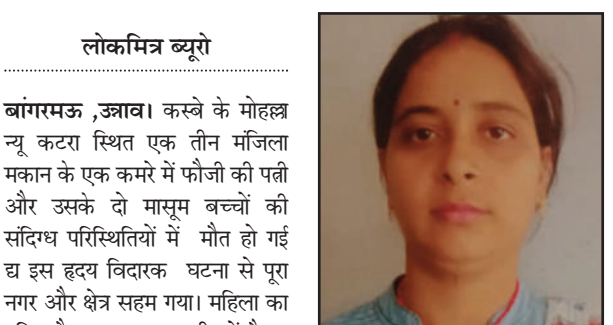 लोकमित्र ब्यूरो
बांगरमऊ ,उन्नाव। कस्बे के मोहल्ला
न्यू कटरा स्थित एक तीन मंजिला
मकान के एक कमरे में फौजी की पत्नी
और उसके दो मासूम बच्चों की
संदिग्ध परिस्थितियों में मौत हो गई
द्य इस हृदय विदारक घटना से पूरा
नगर और क्षेत्र सहम गया। महिला का